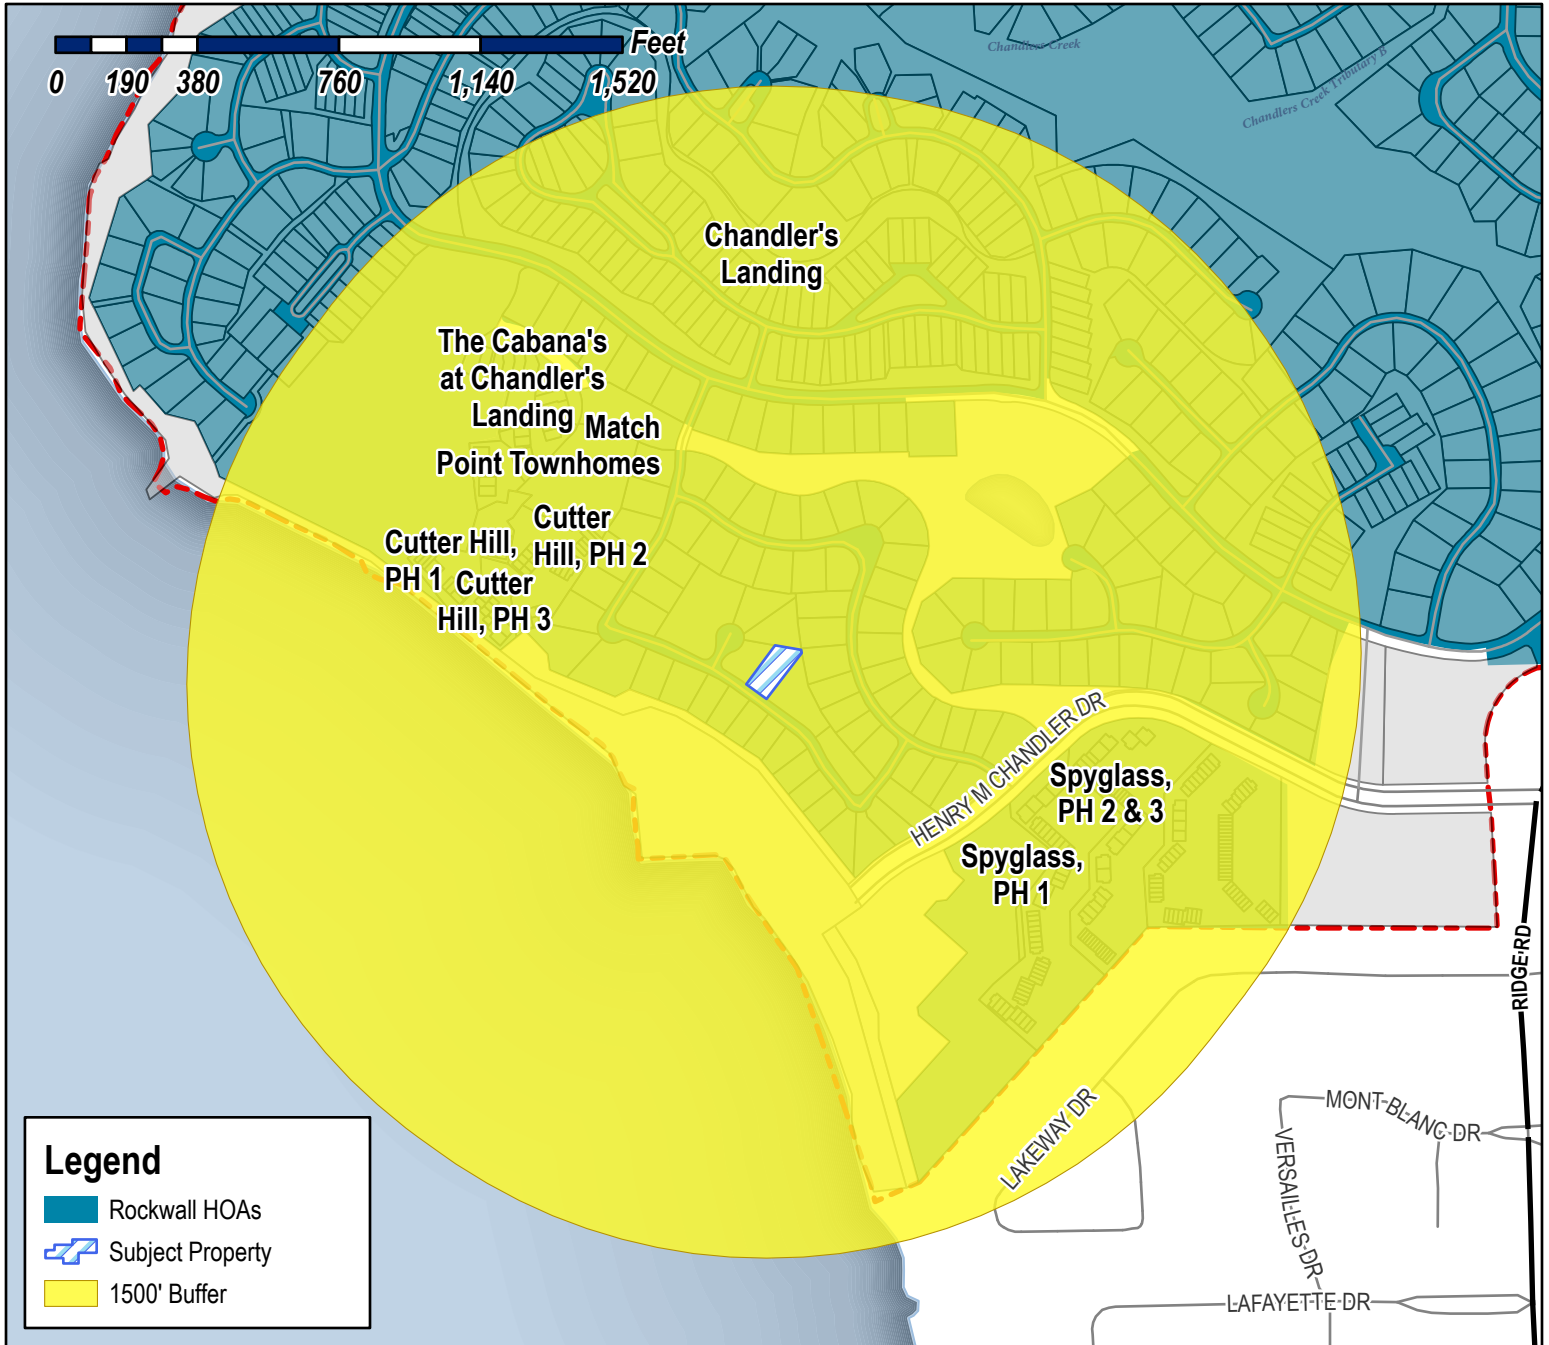 Feet
0 190 380 760 1,140 1,520
Chandlers Creek
Chandlers Creek Tributary B
Chandler's
Landing
The Cabana's
at Chandler's
Landing
Match
Point Townhomes
Cutter
Hill, PH 2
Cutter Hill,
PH 1
Cutter
Hill, PH 3
HENRY M CHANDLER DR
Spyglass,
PH 2 & 3
Spyglass,
PH 1
RIDGE RD
LAKEWAY DR
MONT BLANC DR
VERSAILLES DR
LAFAYETTE DR
Legend
Rockwall HOAs
Subject Property
1500' Buffer